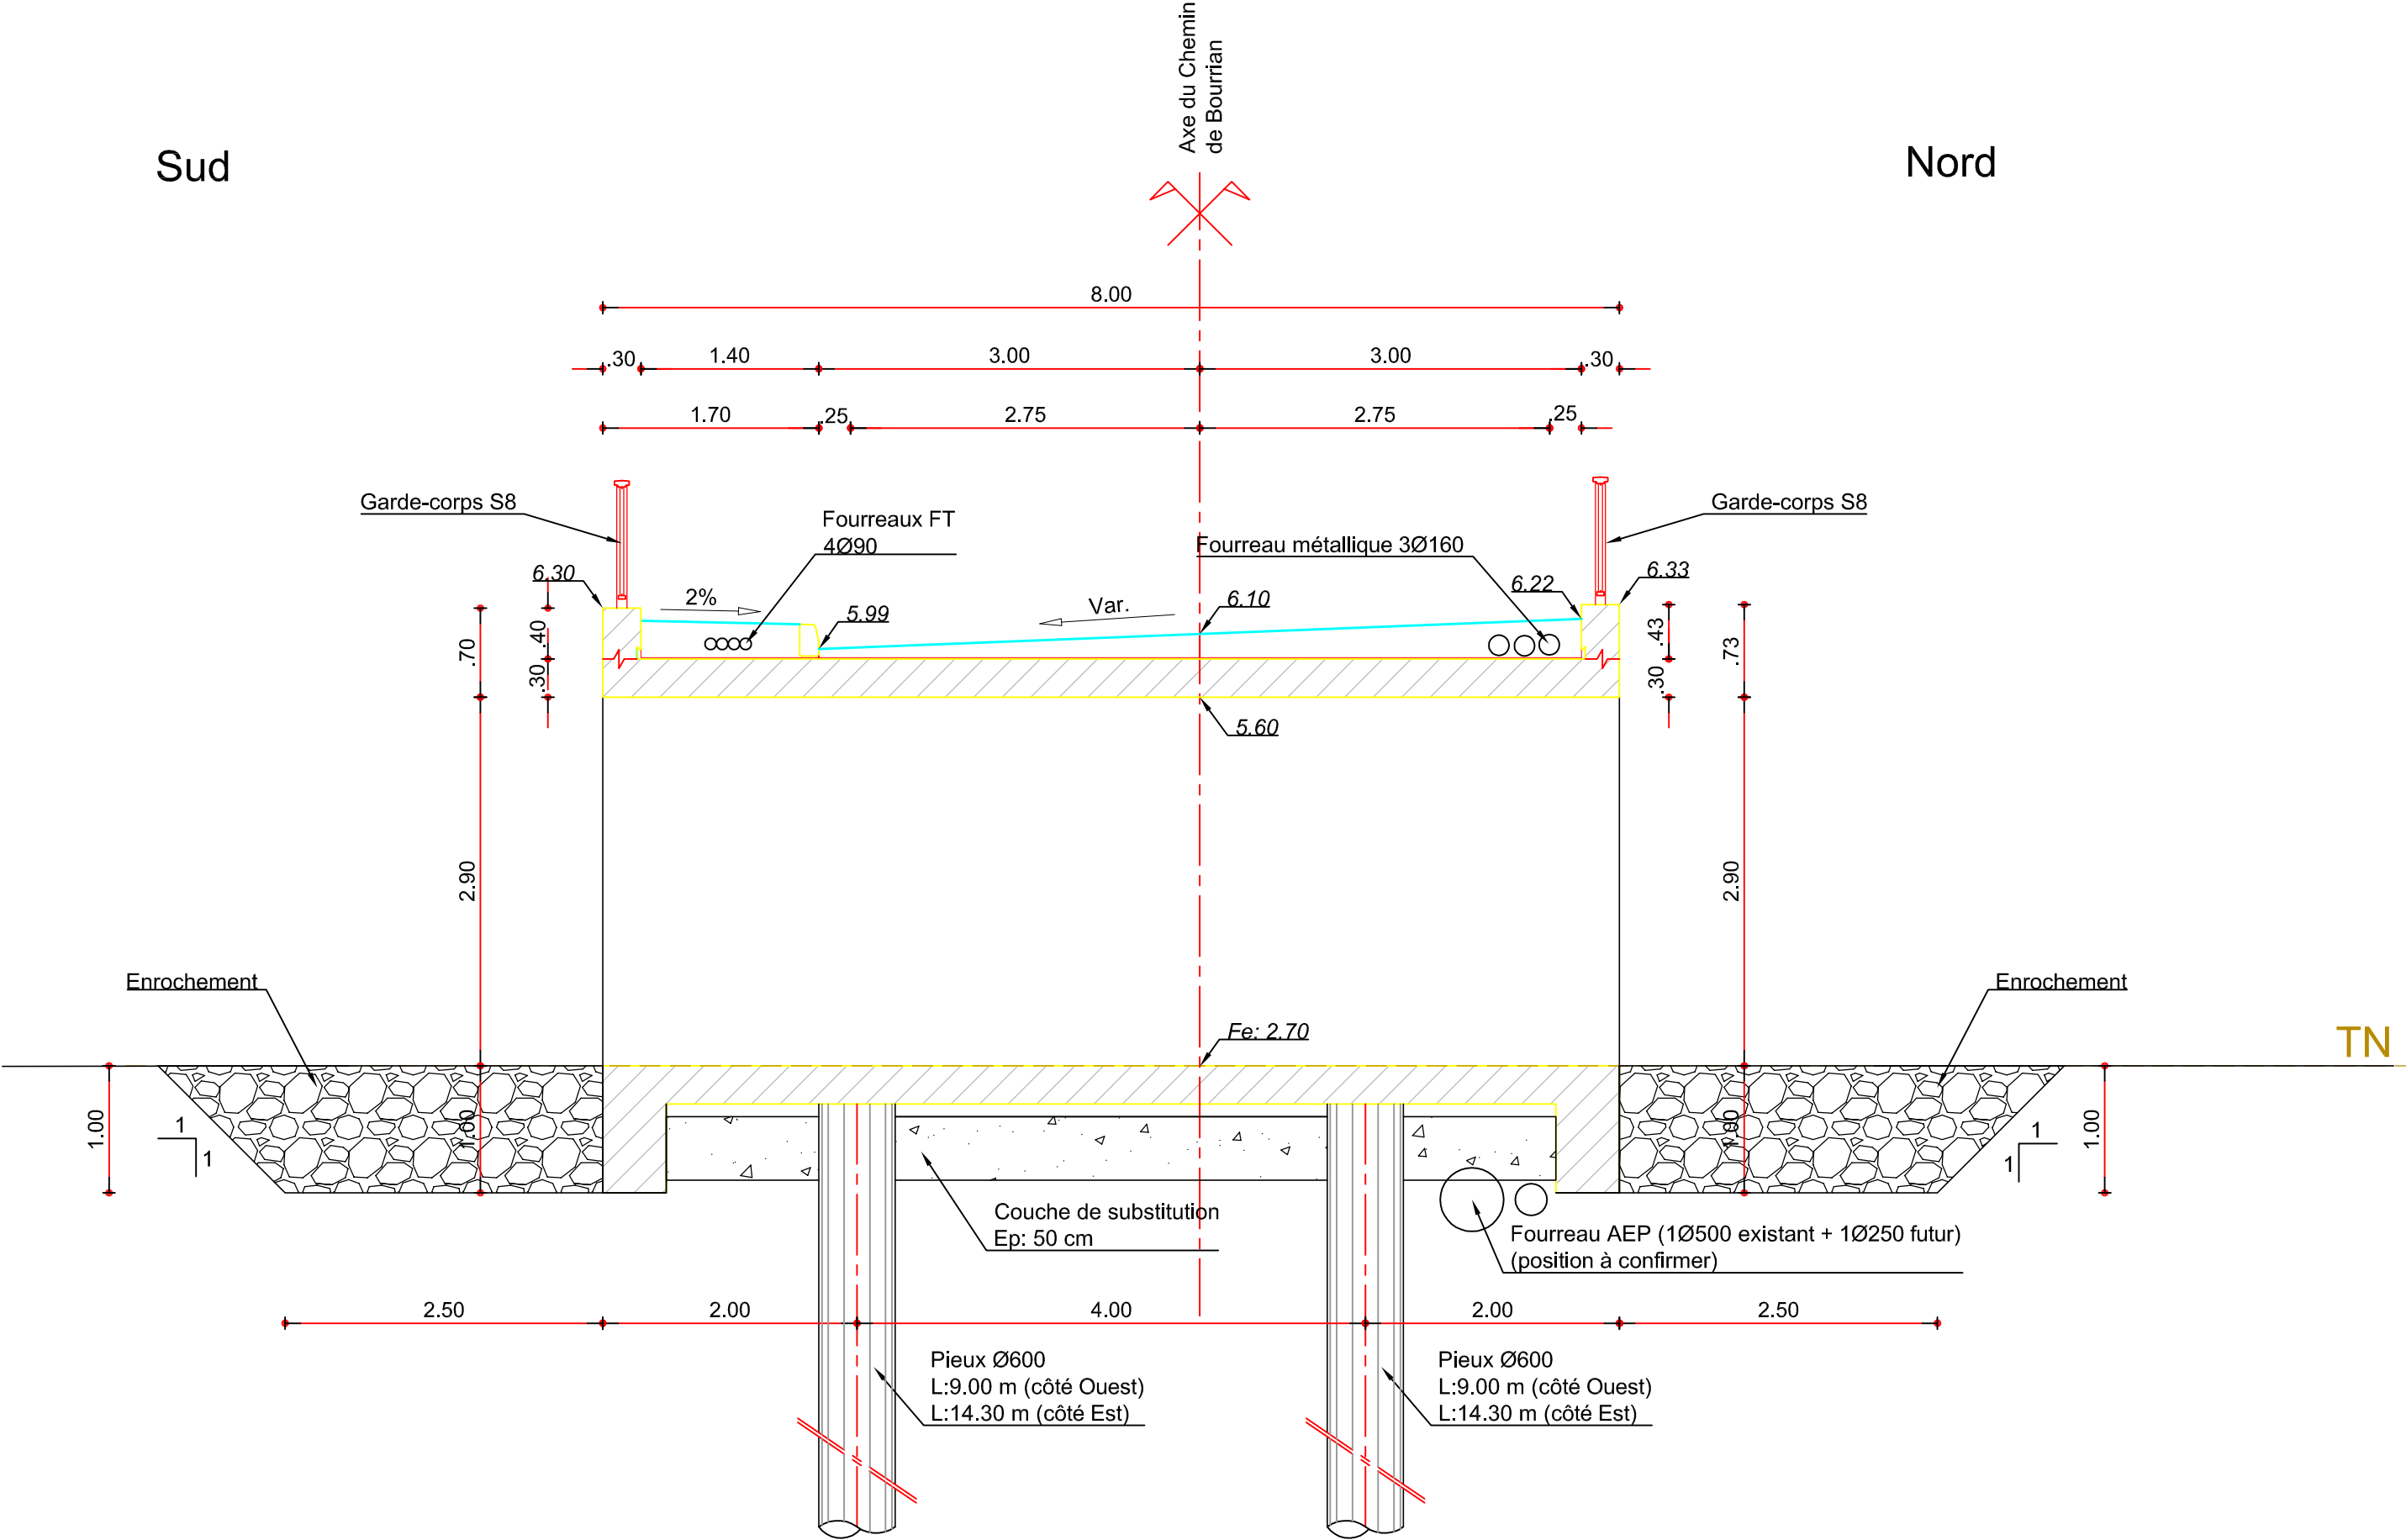 Axe du Chemin
de Bourrian
Sud
Nord
8.00
.30
1.40
3.00
3.00
.30
1.70
.25
2.75
2.75
.25
Garde-corps S8
Garde-corps S8
Fourreaux FT
4Ø90
Fourreau métallique 3Ø160
6.30
2%
5.99
Var.
6.10
6.22
6.33
.70
.40
.30
.43
.30
.73
5.60
2.90
2.90
Enrochement
Enrochement
Fe: 2.70
TN
1.00
1
1
1.00
1.00
1
1
1.00
Couche de substitution
Ep: 50 cm
Fourreau AEP (1Ø500 existant + 1Ø250 futur)
(position à confirmer)
2.50
2.00
4.00
2.00
2.50
Pieux Ø600
L:9.00 m (côté Ouest)
L:14.30 m (côté Est)
Pieux Ø600
L:9.00 m (côté Ouest)
L:14.30 m (côté Est)